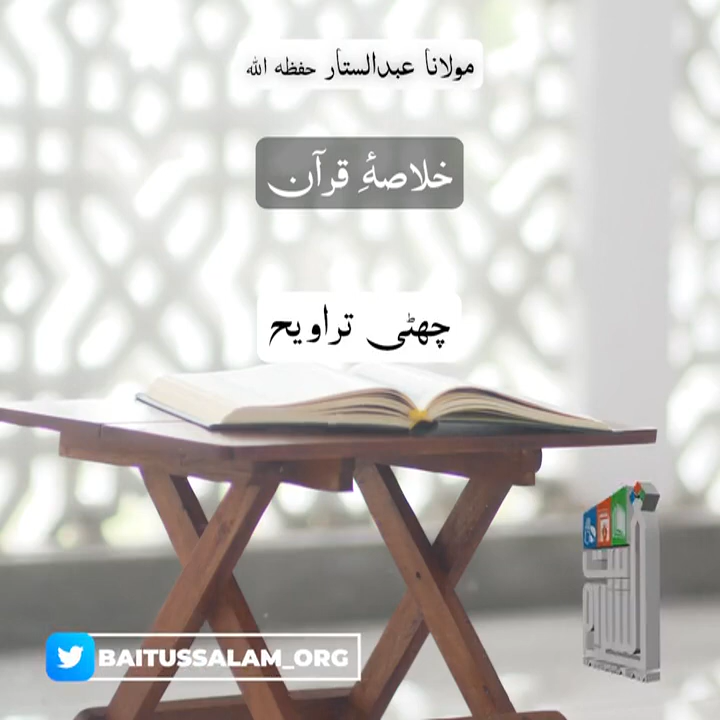 مولانا عبدالستار حفظہ اللہ
خلاصۂِ قرآن
چھٹی تراویح
BAITUSSALAM_ORG